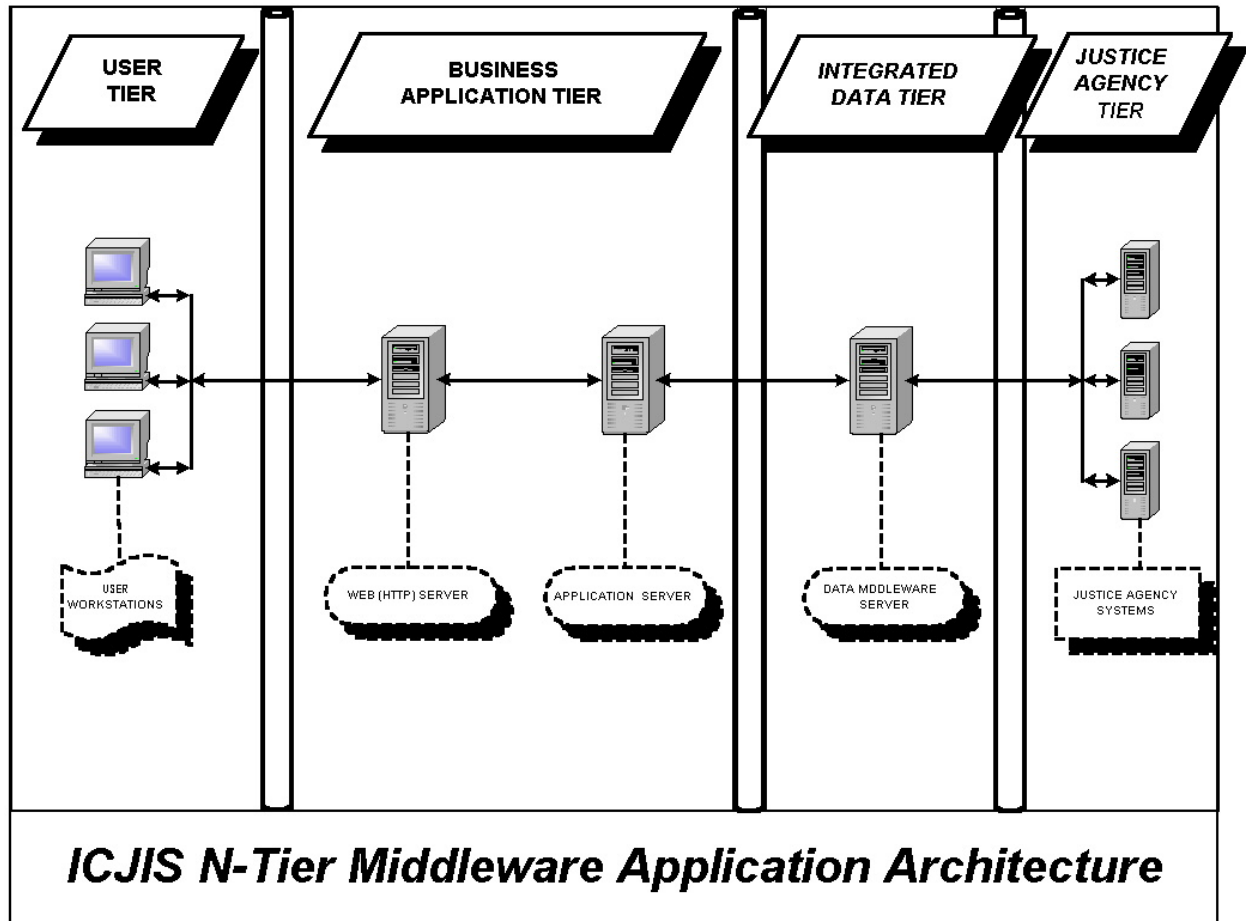 USER
TIER
BUSINESS
APPLICATION TIER
INTEGRATED
DATA TIER
JUSTICE
AGENCY
TIER
USER
WORKSTATIONS
WEB (HTTP) SERVER
APPLICATION SERVER
DATA MDDLEWARE
SERVER
JUSTICE AGENCY
SYSTEMS
ICJIS N-Tier Middleware Application Architecture